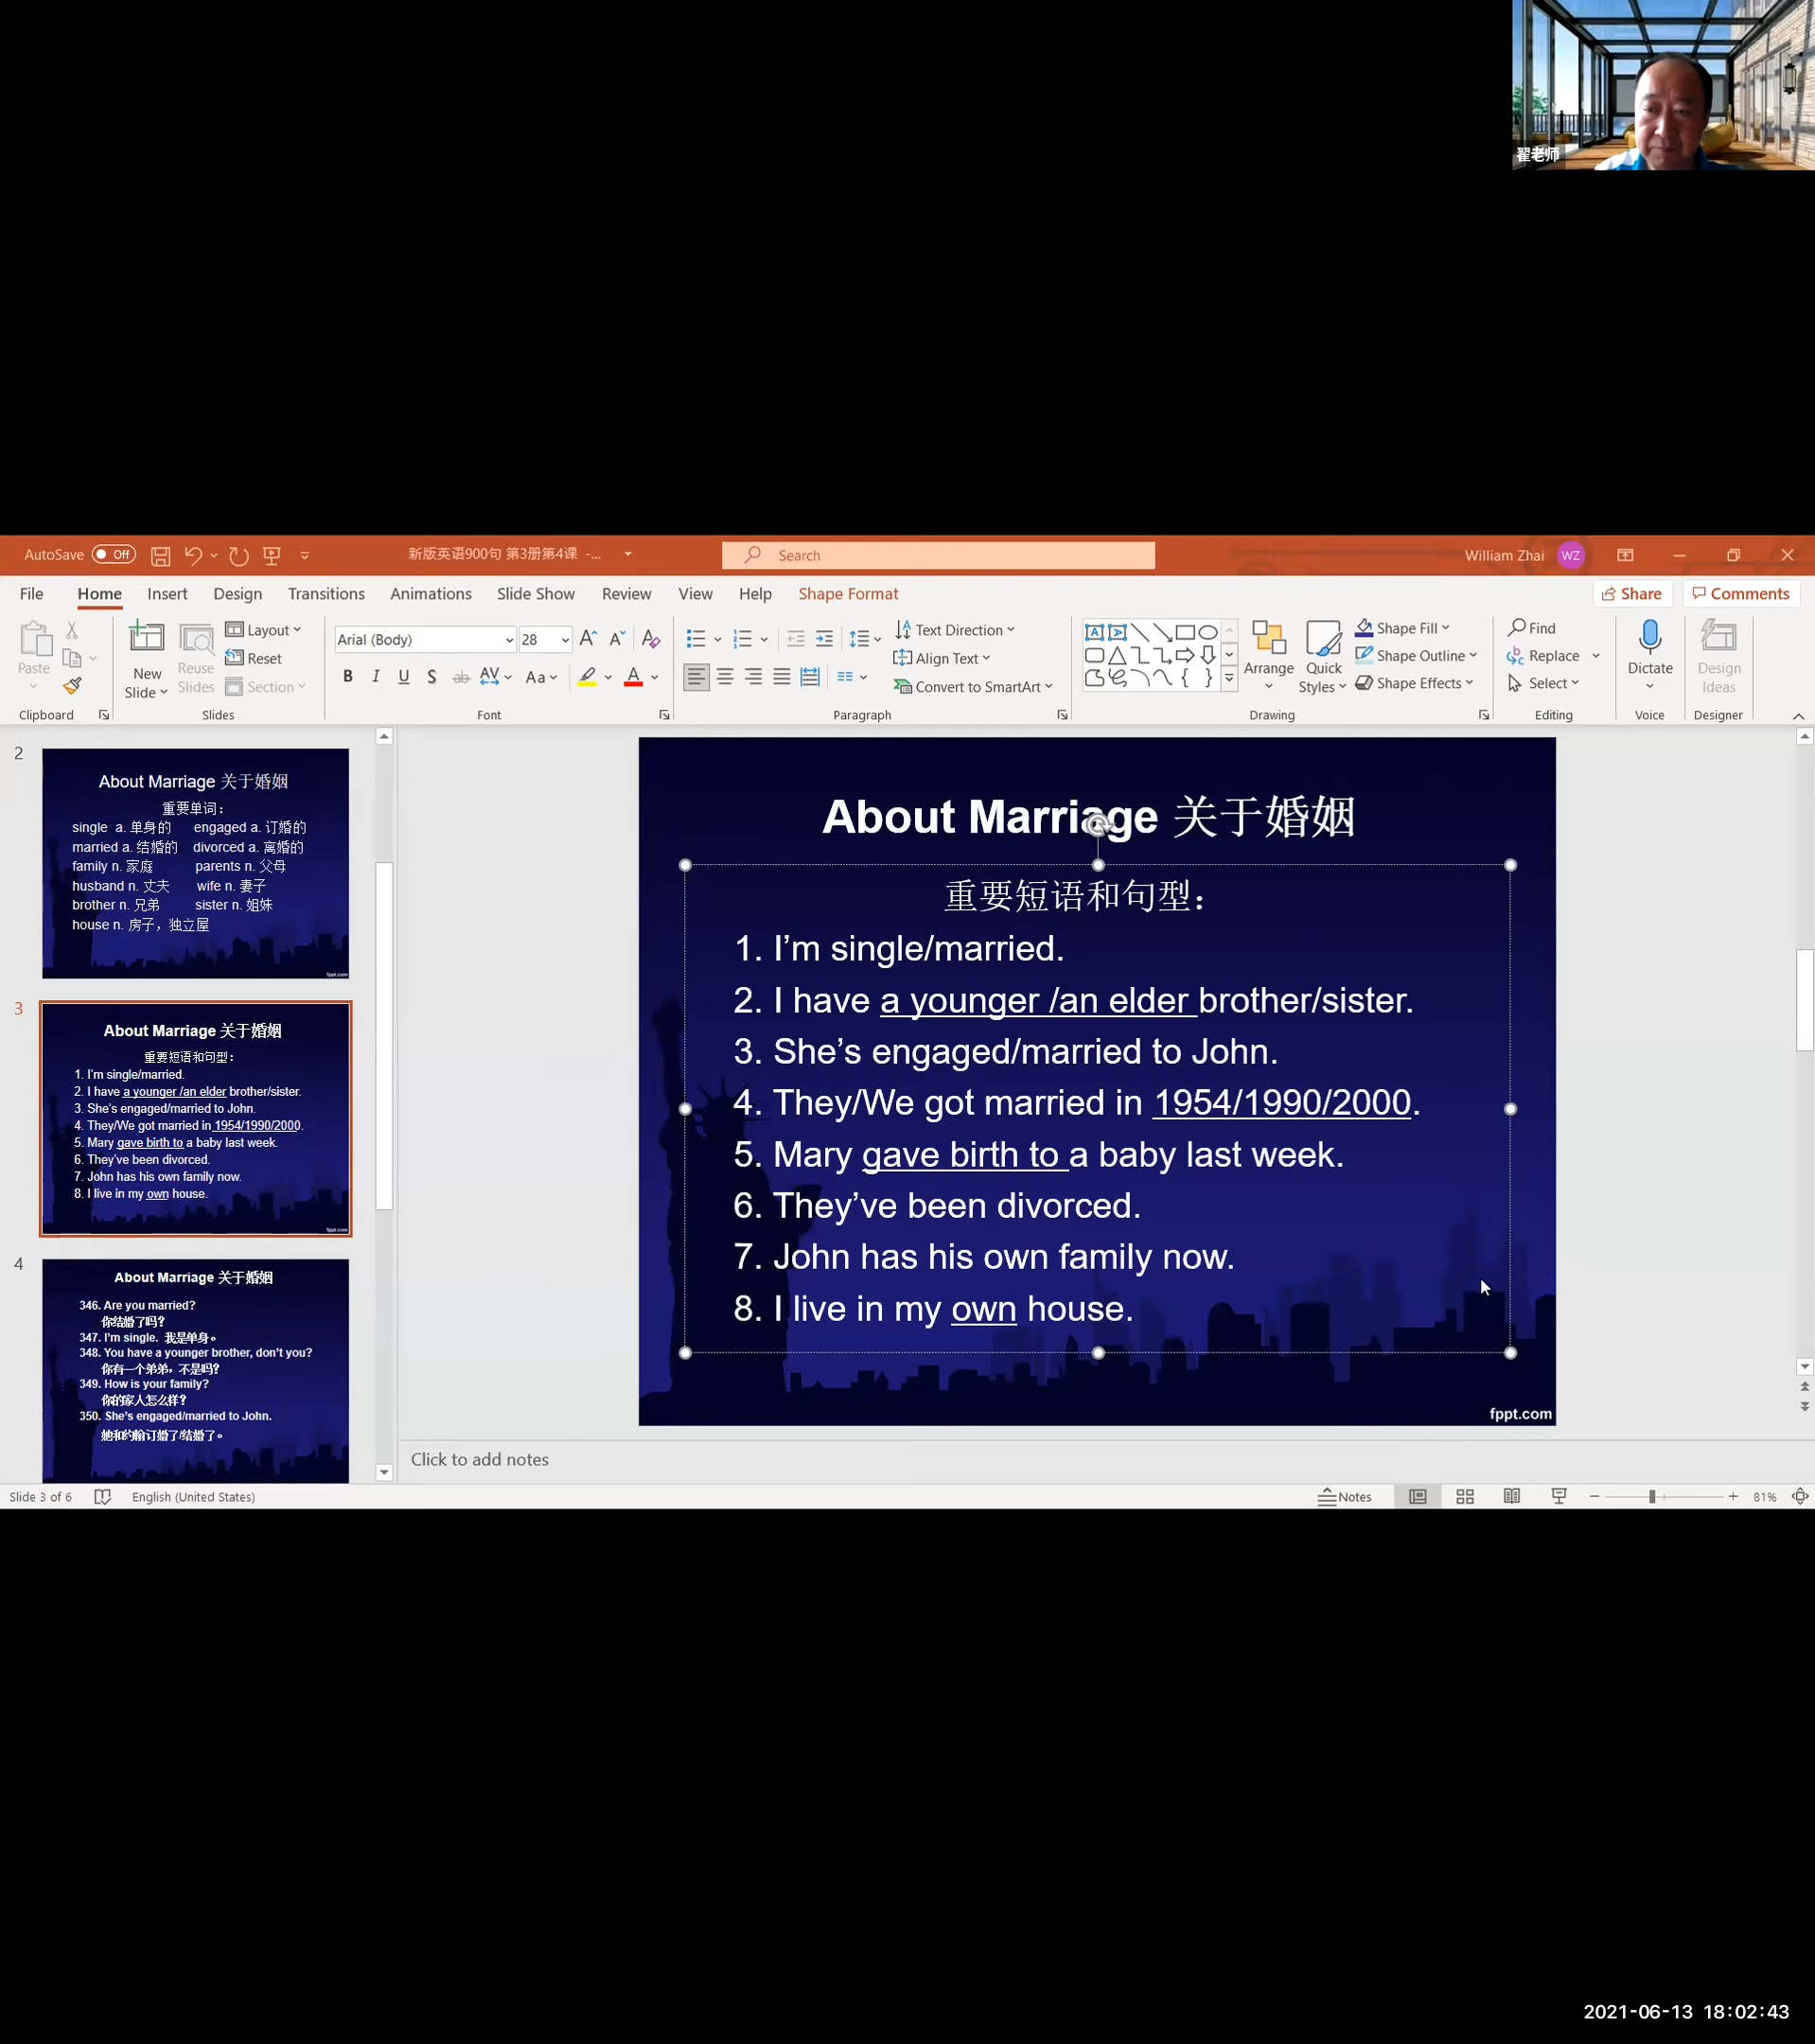 翟老师
AutoSave Off 新版英语900句 第3册第4课 -... Search William Zhai WZ
File Home Insert Design Transitions Animations Slide Show Review View Help Shape Format Share Comments
Paste
New Slide
Reuse Slides
Layout
Reset
Section
Arial (Body) 28
B I U S ab AV Aa A
Text Direction
Align Text
Convert to SmartArt
Arrange
Quick Styles
Shape Fill
Shape Outline
Shape Effects
Find
Replace
Select
Dictate
Design Ideas
Clipboard Slides Font Paragraph Drawing Editing Voice Designer
2
About Marriage 关于婚姻
重要单词：
single a. 单身的 engaged a. 订婚的
married a. 结婚的 divorced a. 离婚的
family n. 家庭 parents n. 父母
husband n. 丈夫 wife n. 妻子
brother n. 兄弟 sister n. 姐妹
house n. 房子，独立屋
fppt.com
3
About Marriage 关于婚姻
重要短语和句型：
1. I'm single/married.
2. I have a younger /an elder brother/sister.
3. She's engaged/married to John.
4. They/We got married in 1954/1990/2000.
5. Mary gave birth to a baby last week.
6. They've been divorced.
7. John has his own family now.
8. I live in my own house.
fppt.com
4
About Marriage 关于婚姻
346. Are you married?
你结婚了吗？
347. I'm single. 我是单身。
348. You have a younger brother, don't you?
你有一个弟弟，不是吗？
349. How is your family?
你的家人怎么样？
350. She's engaged/married to John.
她和约翰订婚了/结婚了。
About Marriage 关于婚姻
重要短语和句型：
1. I’m single/married.
2. I have a younger /an elder brother/sister.
3. She’s engaged/married to John.
4. They/We got married in 1954/1990/2000.
5. Mary gave birth to a baby last week.
6. They’ve been divorced.
7. John has his own family now.
8. I live in my own house.
fppt.com
Click to add notes
Slide 3 of 6 English (United States) Notes 81%
2021-06-13 18:02:43